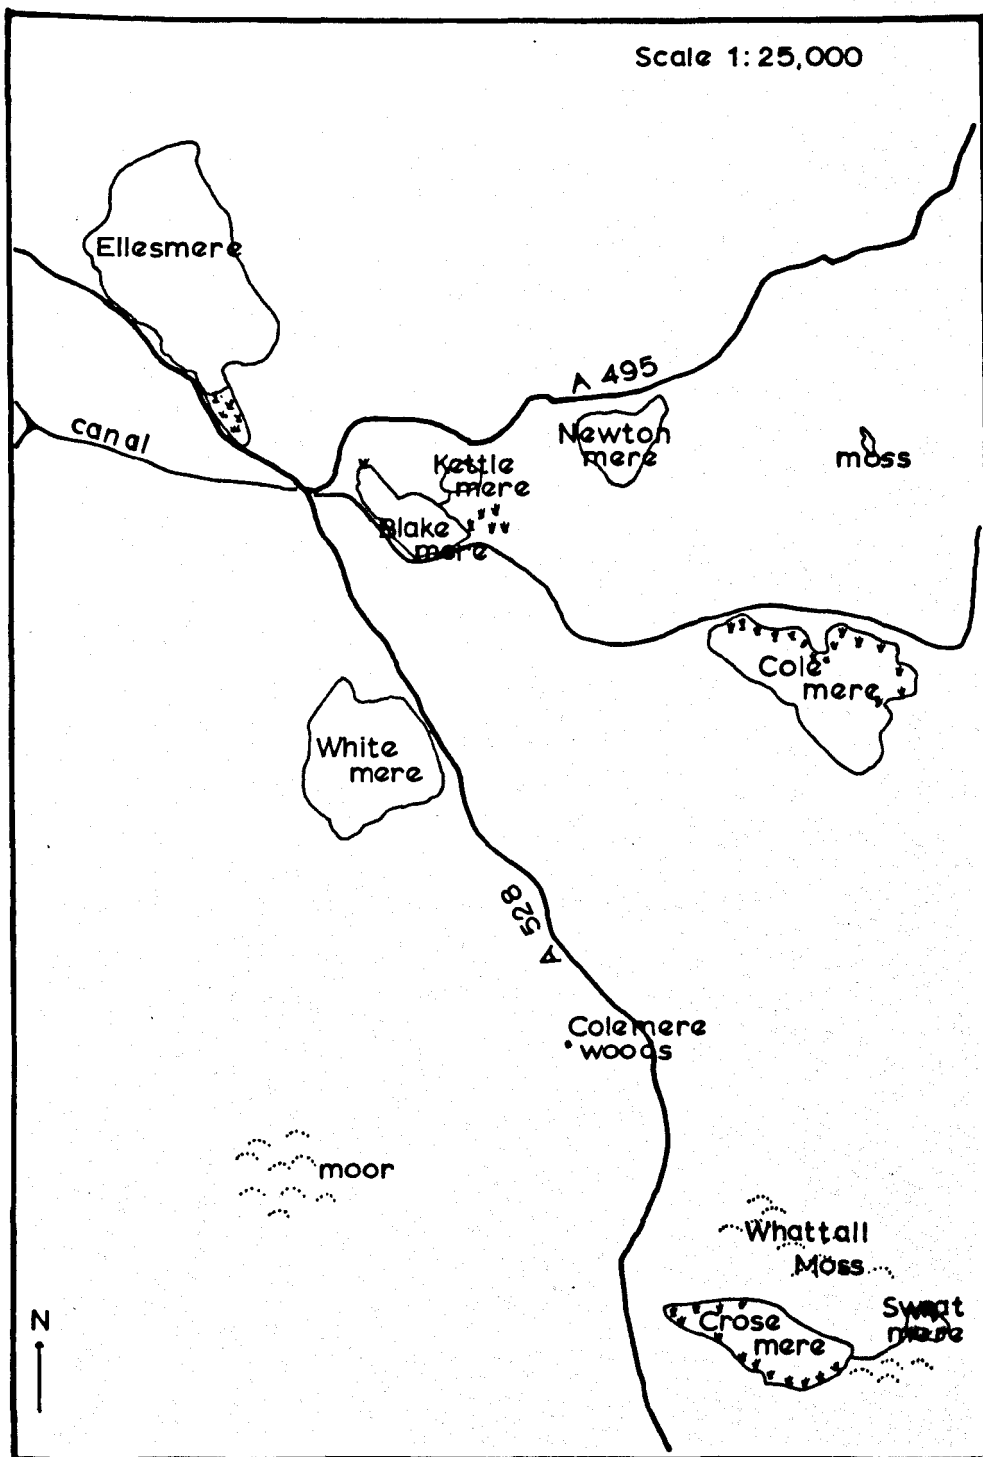 Scale 1:25,000
Ellesmere
A 495
canal
Newton
mere
moss
Kettle
mere
Blake
mere
Cole
mere
White
mere
A 528
Colemere
woods
moor
Whattall
Moss
N
Crose
mere
Sweat
mere